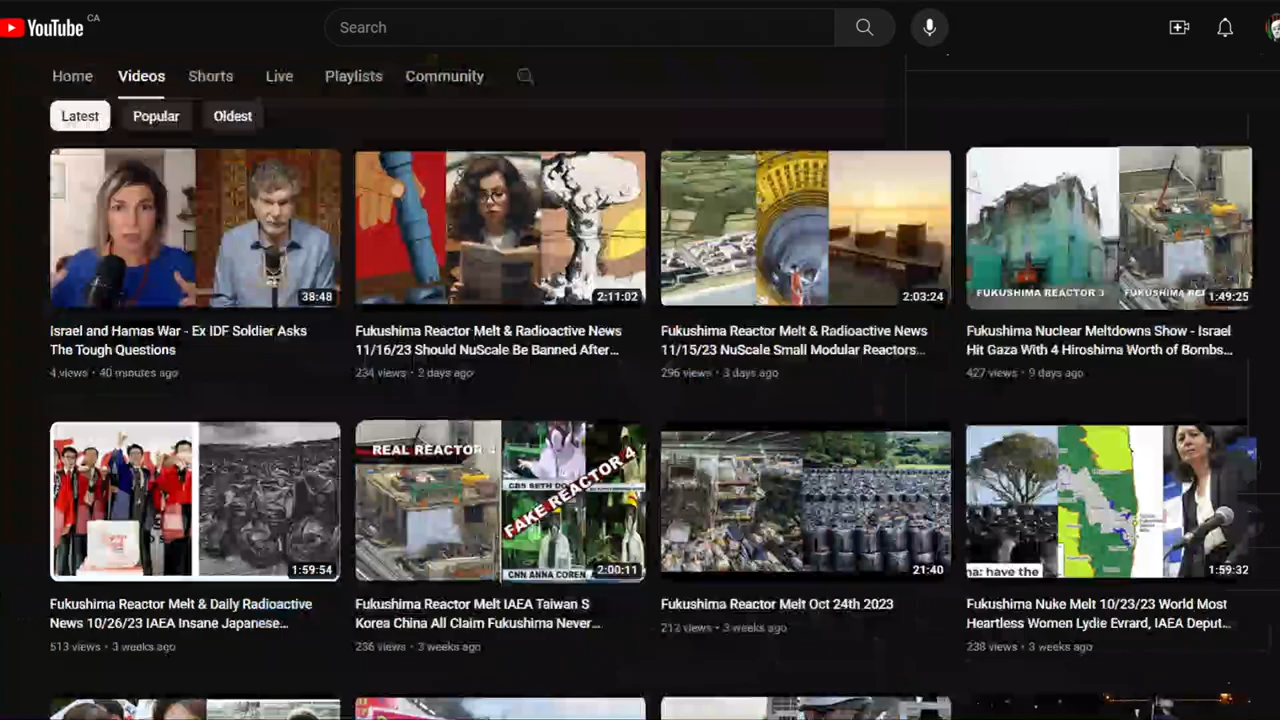 YouTube CA
Search
Home Videos Shorts Live Playlists Community
Latest Popular Oldest
38:48
2:11:02
2:03:24
FUKUSHIMA REACTOR 3
1:49:25
Israel and Hamas War - Ex IDF Soldier Asks
The Tough Questions
4 views • 40 minutes ago
Fukushima Reactor Melt & Radioactive News
11/16/23 Should NuScale Be Banned After...
234 views • 2 days ago
Fukushima Reactor Melt & Radioactive News
11/15/23 NuScale Small Modular Reactors...
296 views • 3 days ago
Fukushima Nuclear Meltdowns Show - Israel
Hit Gaza With 4 Hiroshima Worth of Bombs...
427 views • 9 days ago
1:59:54
REAL REACTOR 4
CBS SETH DO
FAKE REACTOR 4
CNN ANNA COREN
2:00:11
21:40
na: have the
1:59:32
Fukushima Reactor Melt & Daily Radioactive
News 10/26/23 IAEA Insane Japanese...
513 views • 3 weeks ago
Fukushima Reactor Melt IAEA Taiwan S
Korea China All Claim Fukushima Never...
236 views • 3 weeks ago
Fukushima Reactor Melt Oct 24th 2023
212 views • 3 weeks ago
Fukushima Nuke Melt 10/23/23 World Most
Heartless Women Lydie Evrard, IAEA Deput...
238 views • 3 weeks ago